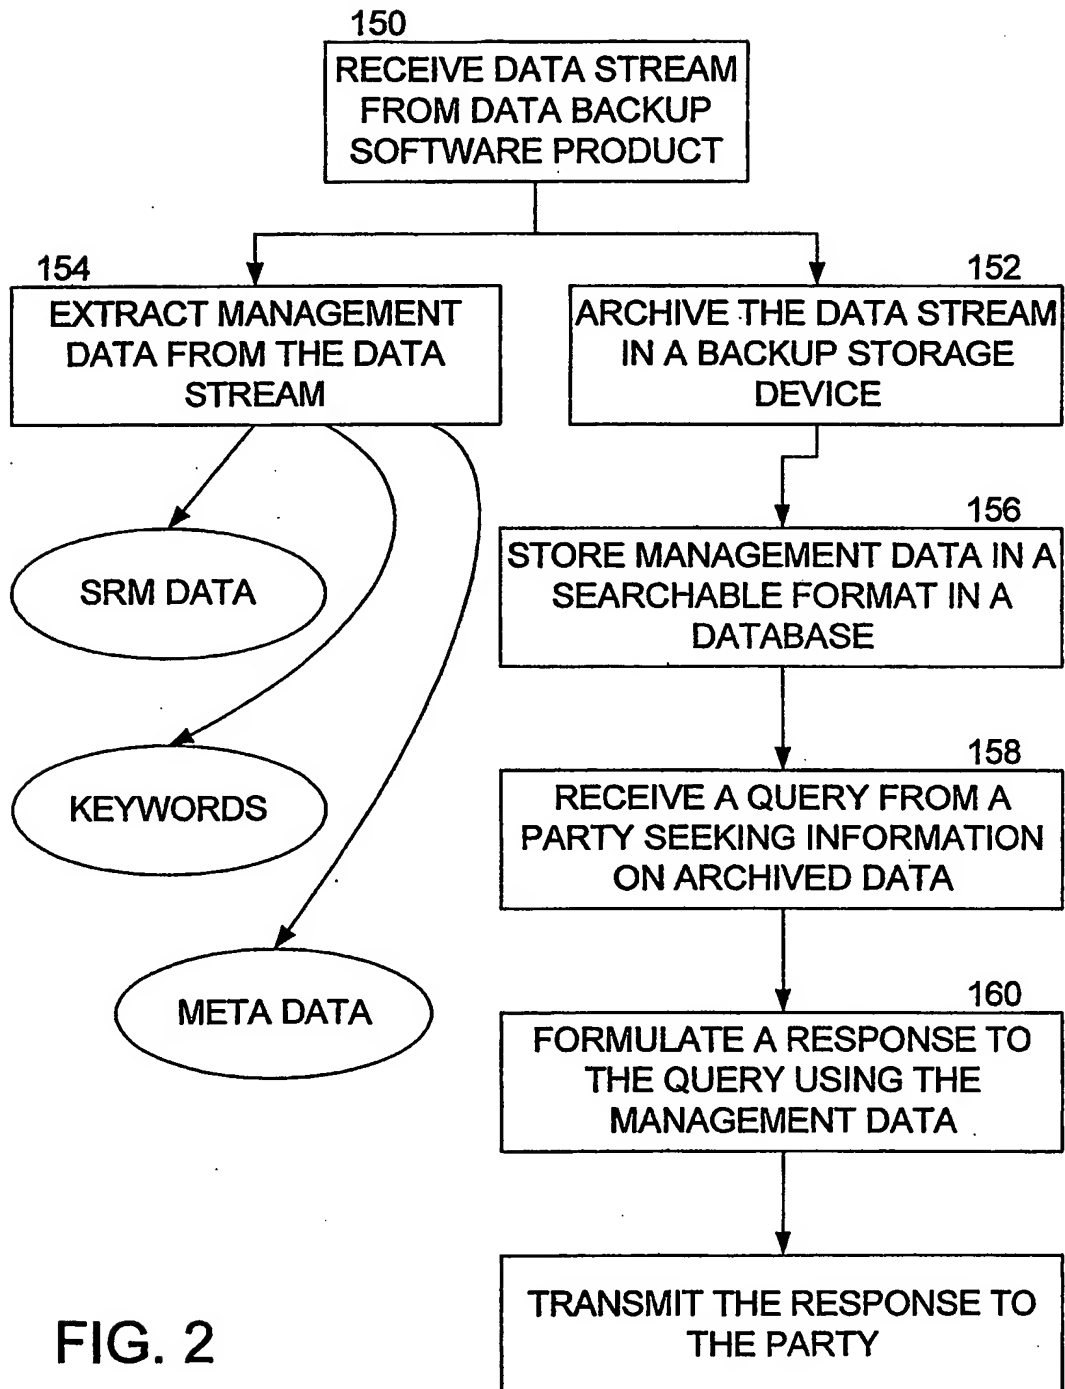 150
RECEIVE DATA STREAM
FROM DATA BACKUP
SOFTWARE PRODUCT
154
EXTRACT MANAGEMENT
DATA FROM THE DATA
STREAM
152
ARCHIVE THE DATA STREAM
IN A BACKUP STORAGE
DEVICE
SRM DATA
KEYWORDS
META DATA
156
STORE MANAGEMENT DATA IN A
SEARCHABLE FORMAT IN A
DATABASE
158
RECEIVE A QUERY FROM A
PARTY SEEKING INFORMATION
ON ARCHIVED DATA
160
FORMULATE A RESPONSE TO
THE QUERY USING THE
MANAGEMENT DATA
TRANSMIT THE RESPONSE TO
THE PARTY
FIG. 2